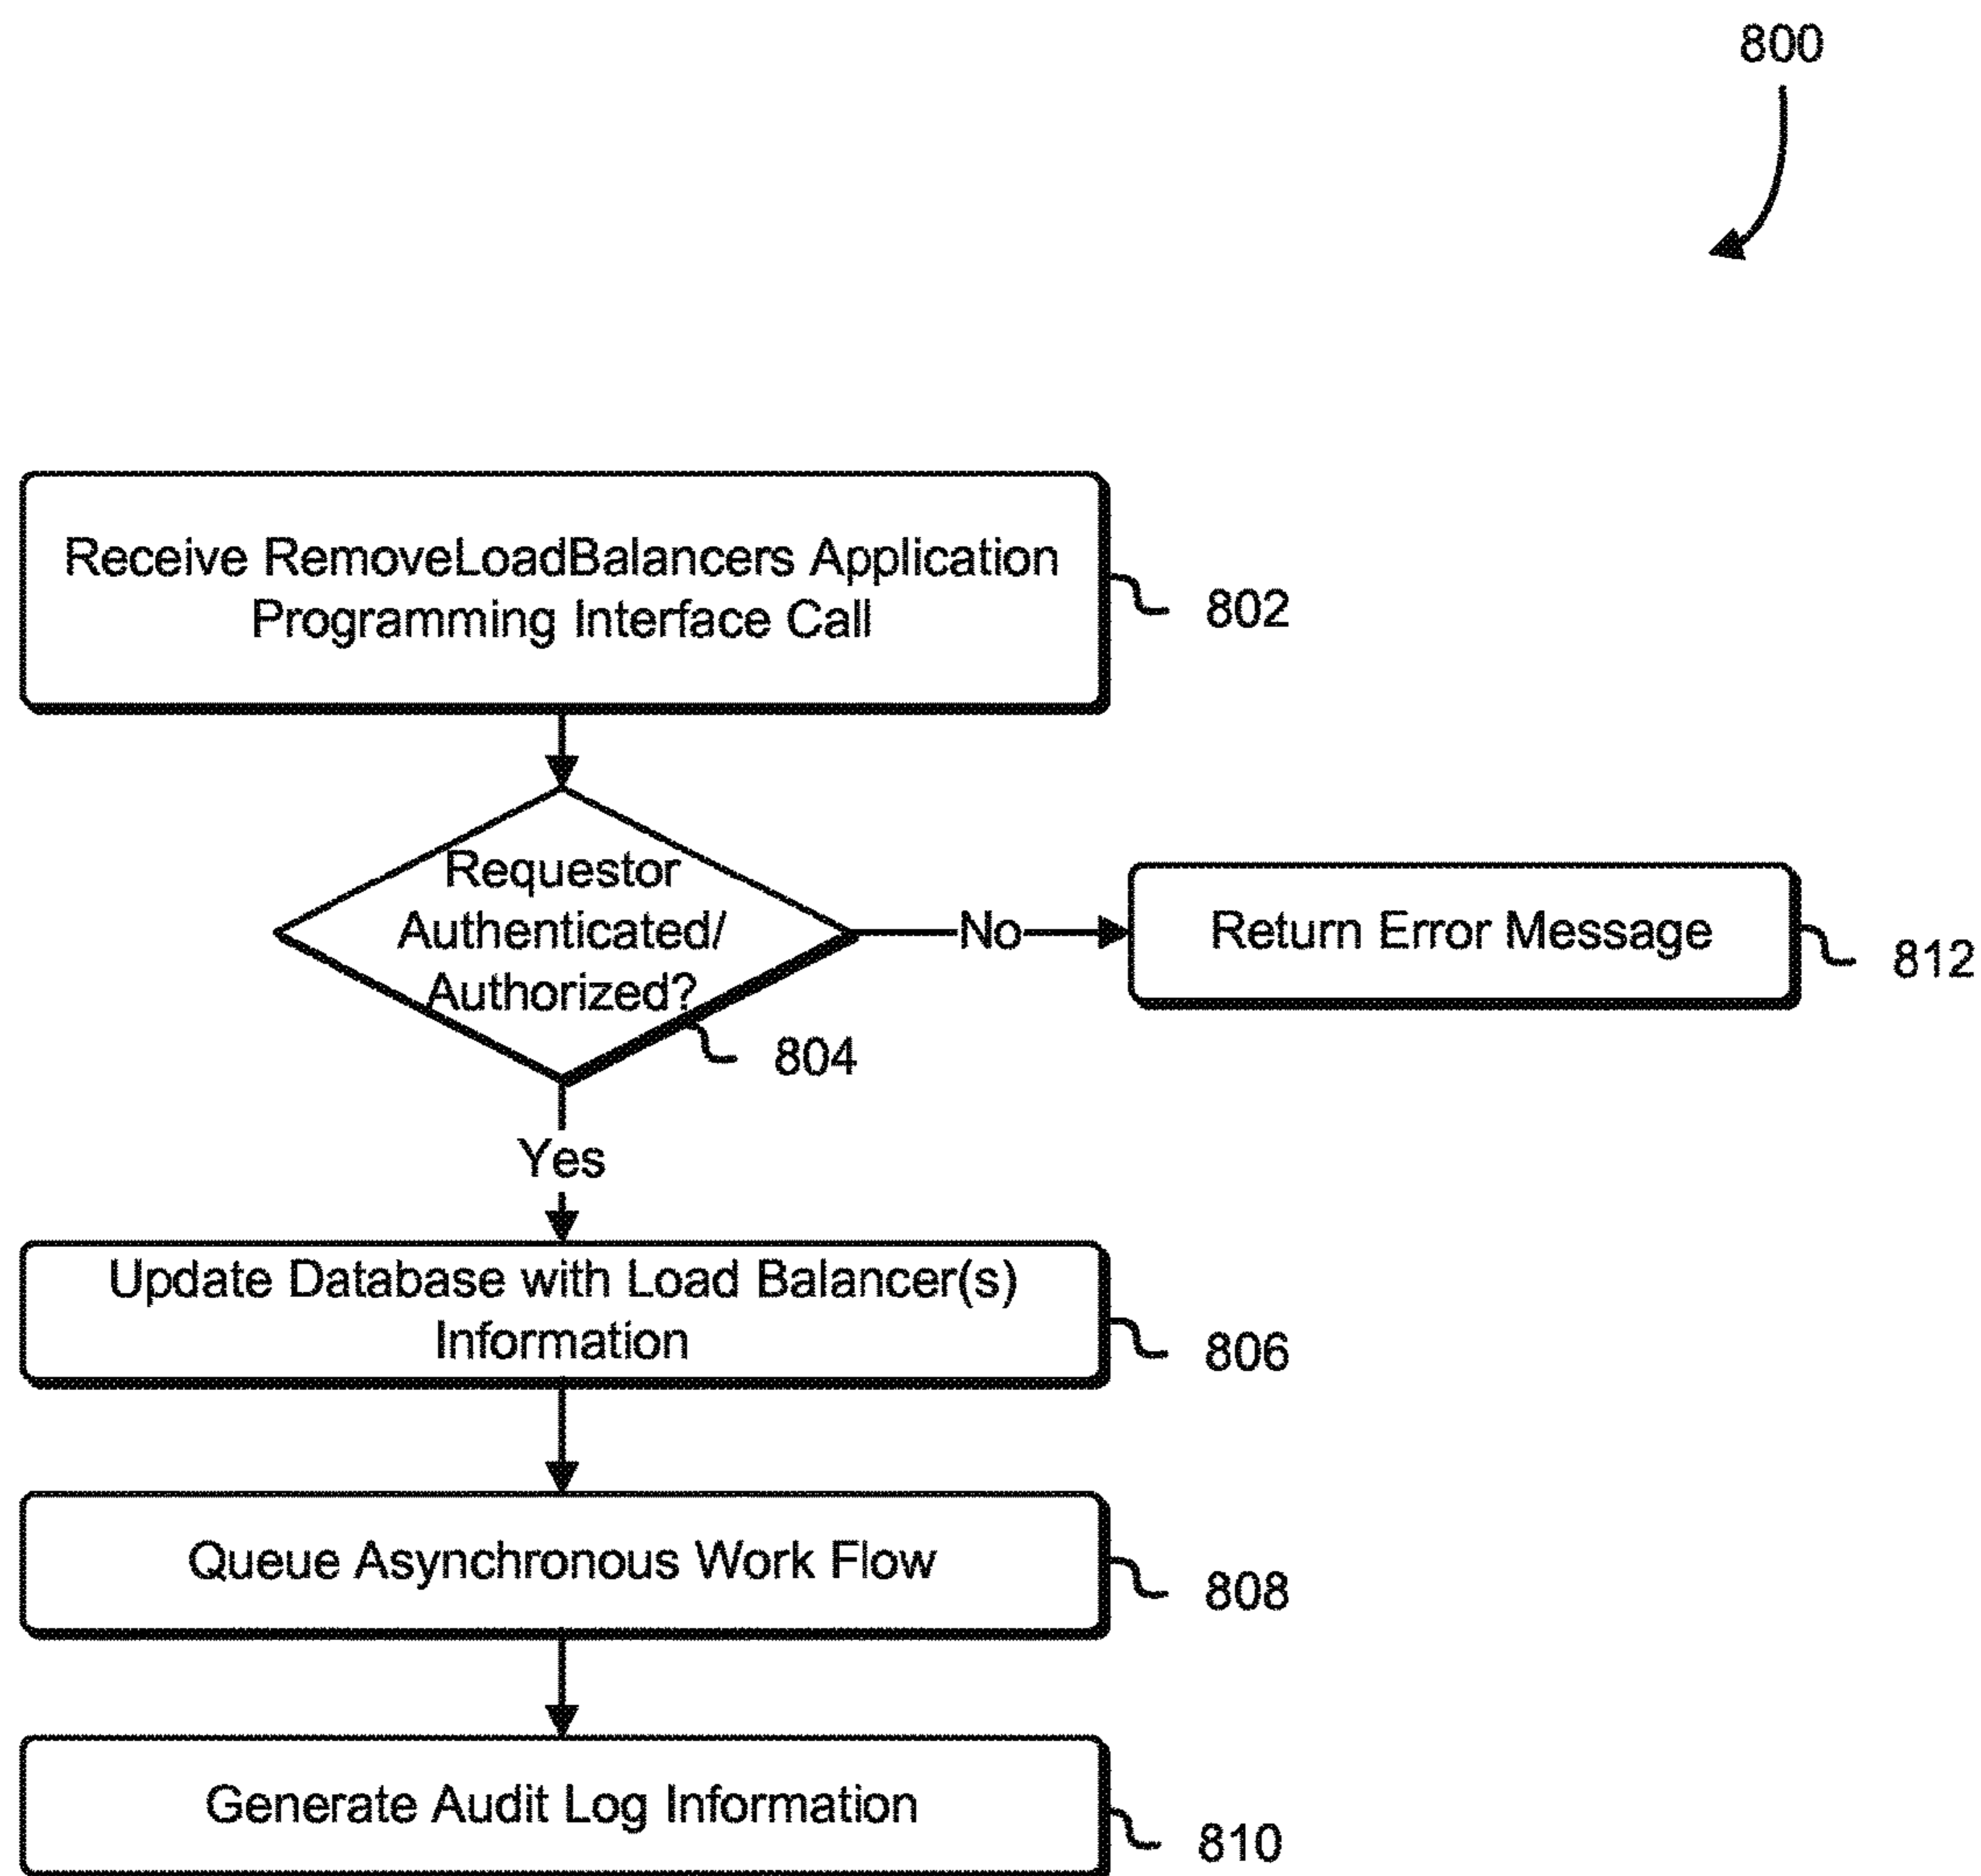 800
Receive RemoveLoadBalancers Application
Programming Interface Call
802
Requestor
Authenticated/
Authorized?
804
No
Return Error Message
812
Yes
Update Database with Load Balancer(s)
Information
806
Queue Asynchronous Work Flow
808
Generate Audit Log Information
810